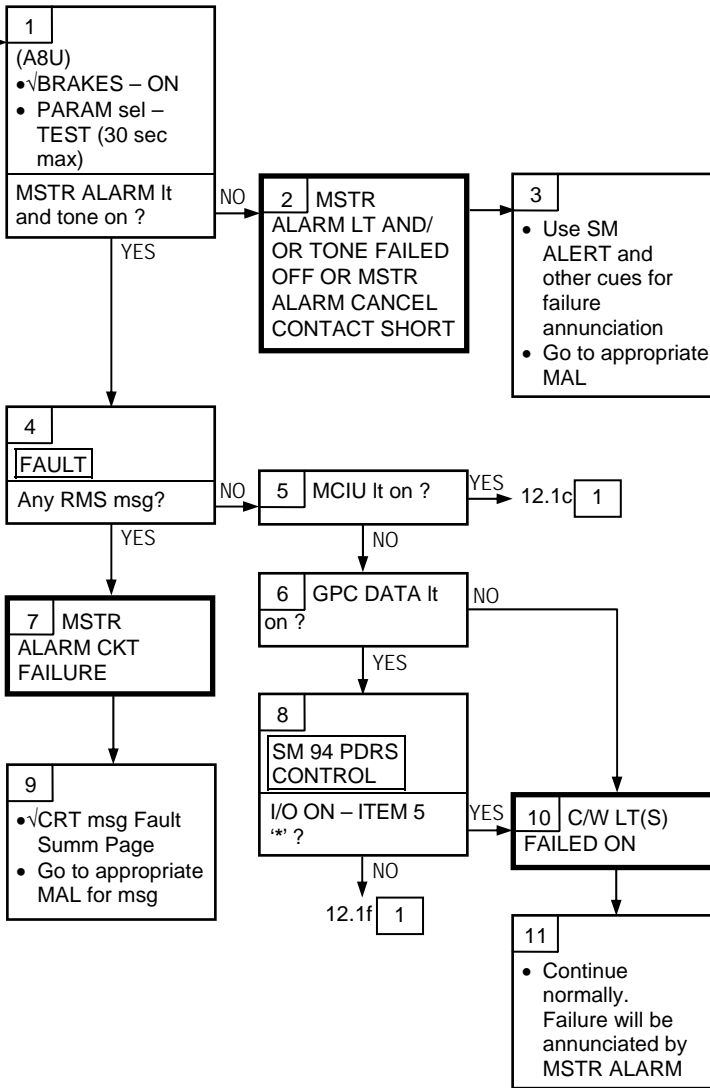 1
(A8U)
•√BRAKES – ON
• PARAM sel –
TEST (30 sec
max)
MSTR ALARM lt
and tone on ?
NO
YES
2 MSTR
ALARM LT AND/
OR TONE FAILED
OFF OR MSTR
ALARM CANCEL
CONTACT SHORT
3
• Use SM
ALERT and
other cues for
failure
annunciation
• Go to appropriate
MAL
4
FAULT
Any RMS msg?
NO
YES
5 MCIU lt on ?
YES
12.1c 1
NO
6 GPC DATA lt
on ?
NO
YES
7 MSTR
ALARM CKT
FAILURE
8
SM 94 PDRS
CONTROL
I/O ON – ITEM 5
‘*’ ?
YES
NO
12.1f 1
9
•√CRT msg Fault
Summ Page
• Go to appropriate
MAL for msg
10 C/W LT(S)
FAILED ON
11
• Continue
normally.
Failure will be
annunciated by
MSTR ALARM